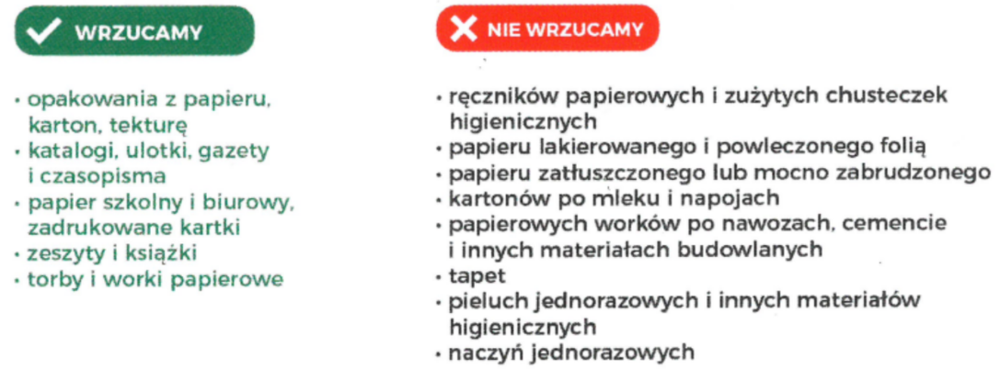 WRZUCAMY
• opakowania z papieru,
karton, tekturę
• katalogi, ulotki, gazety
i czasopisma
• papier szkolny i biurowy,
zadrukowane kartki
• zeszyty i książki
• torby i worki papierowe
NIE WRZUCAMY
• ręczników papierowych i zużytych chusteczek
higienicznych
• papieru lakierowanego i powleczonego folią
• papieru zatłuszczonego lub mocno zabrudzonego
• kartonów po mleku i napojach
• papierowych worków po nawozach, cemencie
i innych materiałach budowlanych
• tapet
• pieluch jednorazowych i innych materiałów
higienicznych
• naczyń jednorazowych